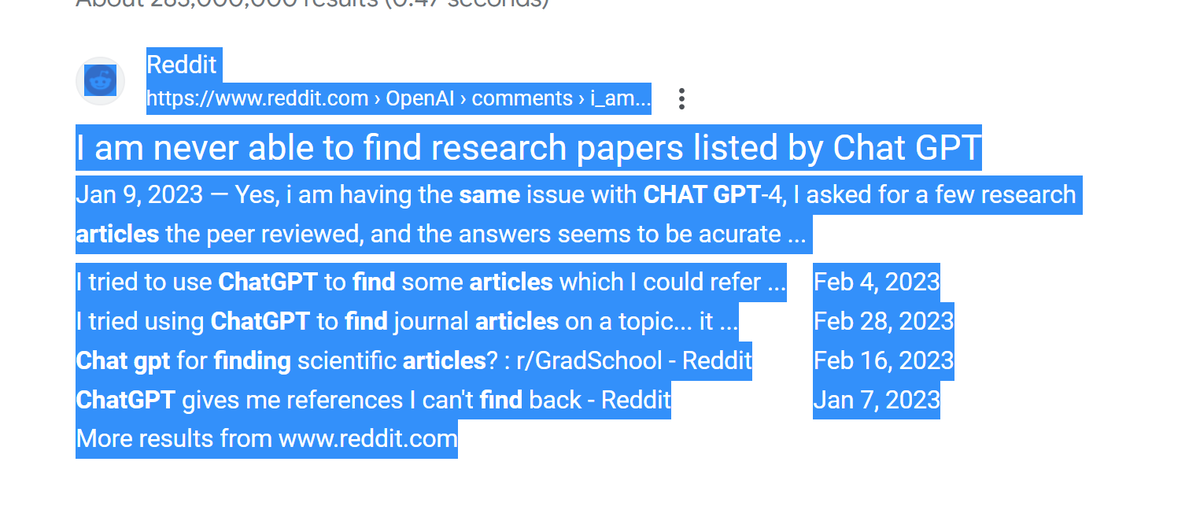 About 283,000,000 results (0.47 seconds)
Reddit
https://www.reddit.com › OpenAI › comments › i_am...
I am never able to find research papers listed by Chat GPT
Jan 9, 2023 — Yes, i am having the same issue with CHAT GPT-4, I asked for a few research
articles the peer reviewed, and the answers seems to be acurate ...
I tried to use ChatGPT to find some articles which I could refer ... Feb 4, 2023
I tried using ChatGPT to find journal articles on a topic... it ... Feb 28, 2023
Chat gpt for finding scientific articles? : r/GradSchool - Reddit Feb 16, 2023
ChatGPT gives me references I can't find back - Reddit Jan 7, 2023
More results from www.reddit.com